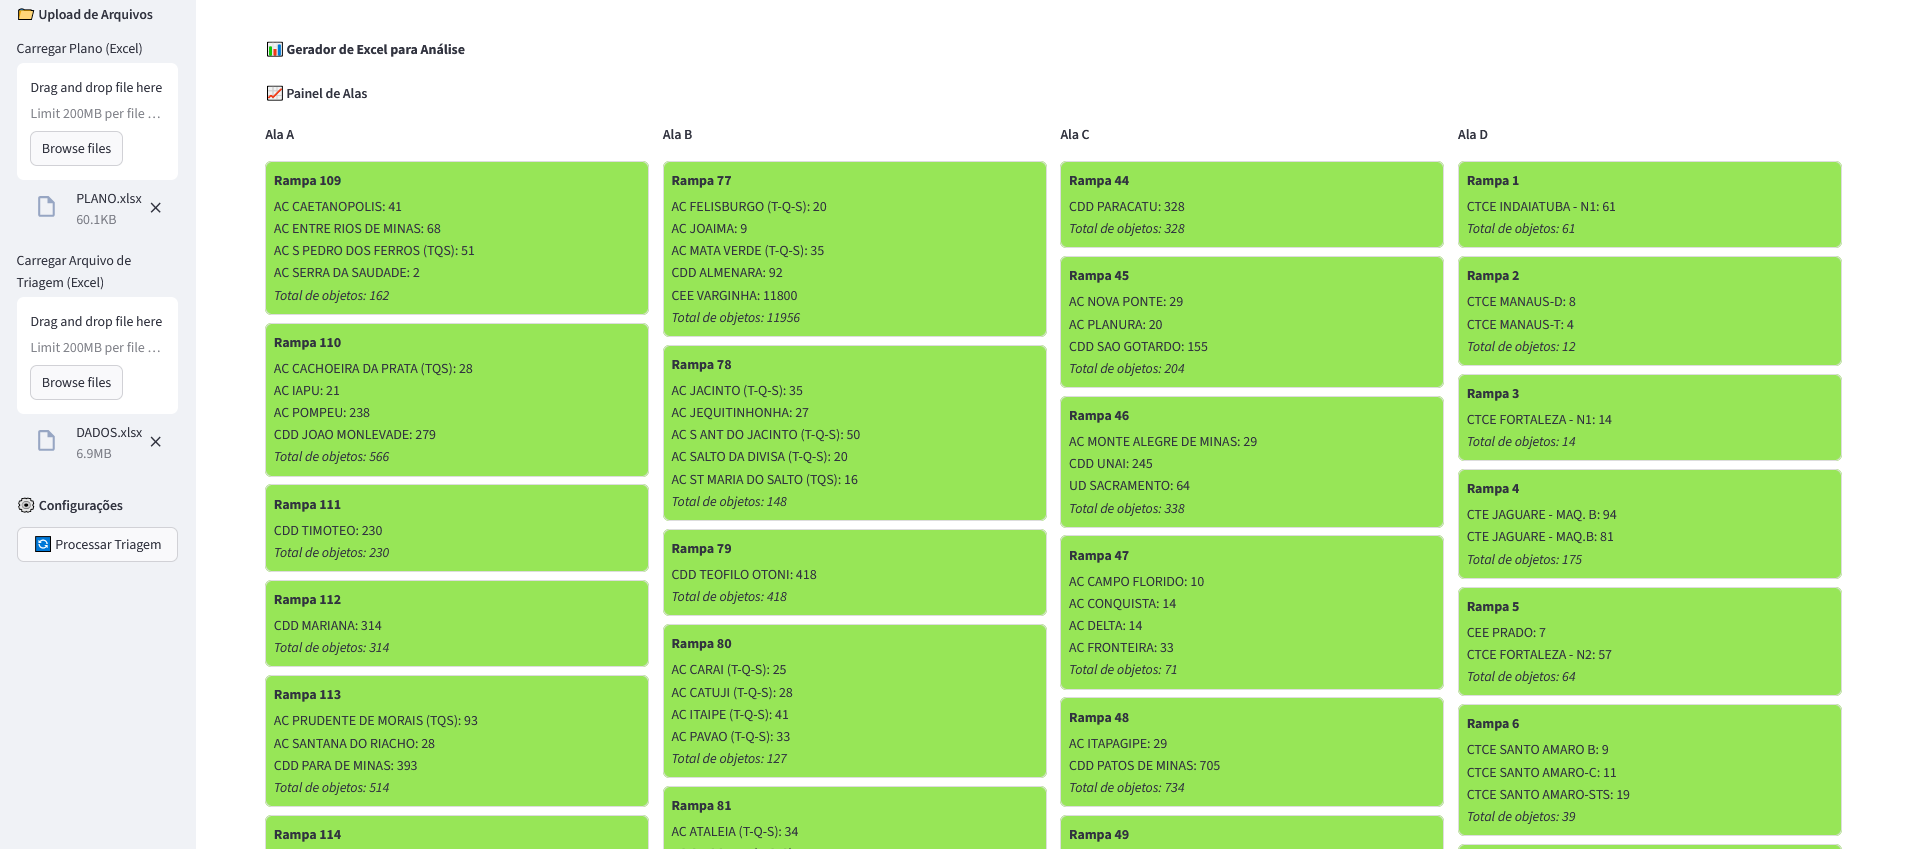 Upload de Arquivos
Carregar Plano (Excel)
Drag and drop file here
Limit 200MB per file …
Browse files
PLANO.xlsx
60.1KB
Carregar Arquivo de
Triagem (Excel)
Drag and drop file here
Limit 200MB per file …
Browse files
DADOS.xlsx
6.9MB
Configurações
Processar Triagem
Gerador de Excel para Análise
Painel de Alas
Ala A
Rampa 109
AC CAETANOPOLIS: 41
AC ENTRE RIOS DE MINAS: 68
AC S PEDRO DOS FERROS (TQS): 51
AC SERRA DA SAUDADE: 2
Total de objetos: 162
Rampa 110
AC CACHOEIRA DA PRATA (TQS): 28
AC IAPU: 21
AC POMPEU: 238
CDD JOAO MONLEVADE: 279
Total de objetos: 566
Rampa 111
CDD TIMOTEO: 230
Total de objetos: 230
Rampa 112
CDD MARIANA: 314
Total de objetos: 314
Rampa 113
AC PRUDENTE DE MORAIS (TQS): 93
AC SANTANA DO RIACHO: 28
CDD PARA DE MINAS: 393
Total de objetos: 514
Rampa 114
Ala B
Rampa 77
AC FELISBURGO (T-Q-S): 20
AC JOAIMA: 9
AC MATA VERDE (T-Q-S): 35
CDD ALMENARA: 92
CEE VARGINHA: 11800
Total de objetos: 11956
Rampa 78
AC JACINTO (T-Q-S): 35
AC JEQUITINHONHA: 27
AC S ANT DO JACINTO (T-Q-S): 50
AC SALTO DA DIVISA (T-Q-S): 20
AC ST MARIA DO SALTO (TQS): 16
Total de objetos: 148
Rampa 79
CDD TEOFILO OTONI: 418
Total de objetos: 418
Rampa 80
AC CARAI (T-Q-S): 25
AC CATUJI (T-Q-S): 28
AC ITAIPE (T-Q-S): 41
AC PAVAO (T-Q-S): 33
Total de objetos: 127
Rampa 81
AC ATALEIA (T-Q-S): 34
Ala C
Rampa 44
CDD PARACATU: 328
Total de objetos: 328
Rampa 45
AC NOVA PONTE: 29
AC PLANURA: 20
CDD SAO GOTARDO: 155
Total de objetos: 204
Rampa 46
AC MONTE ALEGRE DE MINAS: 29
CDD UNAI: 245
UD SACRAMENTO: 64
Total de objetos: 338
Rampa 47
AC CAMPO FLORIDO: 10
AC CONQUISTA: 14
AC DELTA: 14
AC FRONTEIRA: 33
Total de objetos: 71
Rampa 48
AC ITAPAGIPE: 29
CDD PATOS DE MINAS: 705
Total de objetos: 734
Rampa 49
Ala D
Rampa 1
CTCE INDAIATUBA - N1: 61
Total de objetos: 61
Rampa 2
CTCE MANAUS-D: 8
CTCE MANAUS-T: 4
Total de objetos: 12
Rampa 3
CTCE FORTALEZA - N1: 14
Total de objetos: 14
Rampa 4
CTE JAGUARE - MAQ. B: 94
CTE JAGUARE - MAQ.B: 81
Total de objetos: 175
Rampa 5
CEE PRADO: 7
CTCE FORTALEZA - N2: 57
Total de objetos: 64
Rampa 6
CTCE SANTO AMARO B: 9
CTCE SANTO AMARO-C: 11
CTCE SANTO AMARO-STS: 19
Total de objetos: 39